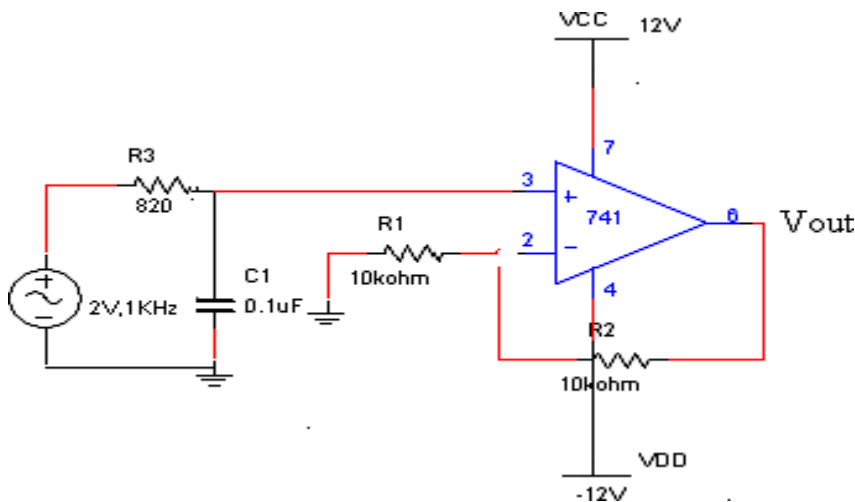 VCC 12V
R3
820
7
3
+
741
6
Vout
R1
10kohm
2
−
4
+
−
2V,1KHz
C1
0.1uF
R2
10kohm
VDD
-12V